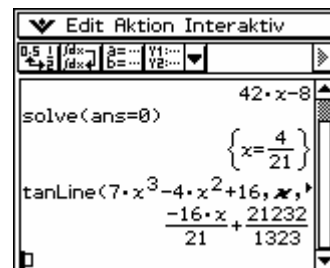 Edit Aktion Interaktiv
42·x-8
solve(ans=0)
{x=4/21}
tanLine(7·x^3-4·x^2+16,x,
-16·x/21+21232/1323